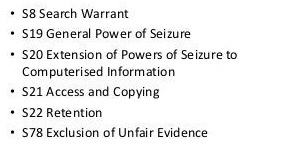 • S8 Search Warrant
• S19 General Power of Seizure
• S20 Extension of Powers of Seizure to
Computerised Information
• S21 Access and Copying
• S22 Retention
• S78 Exclusion of Unfair Evidence